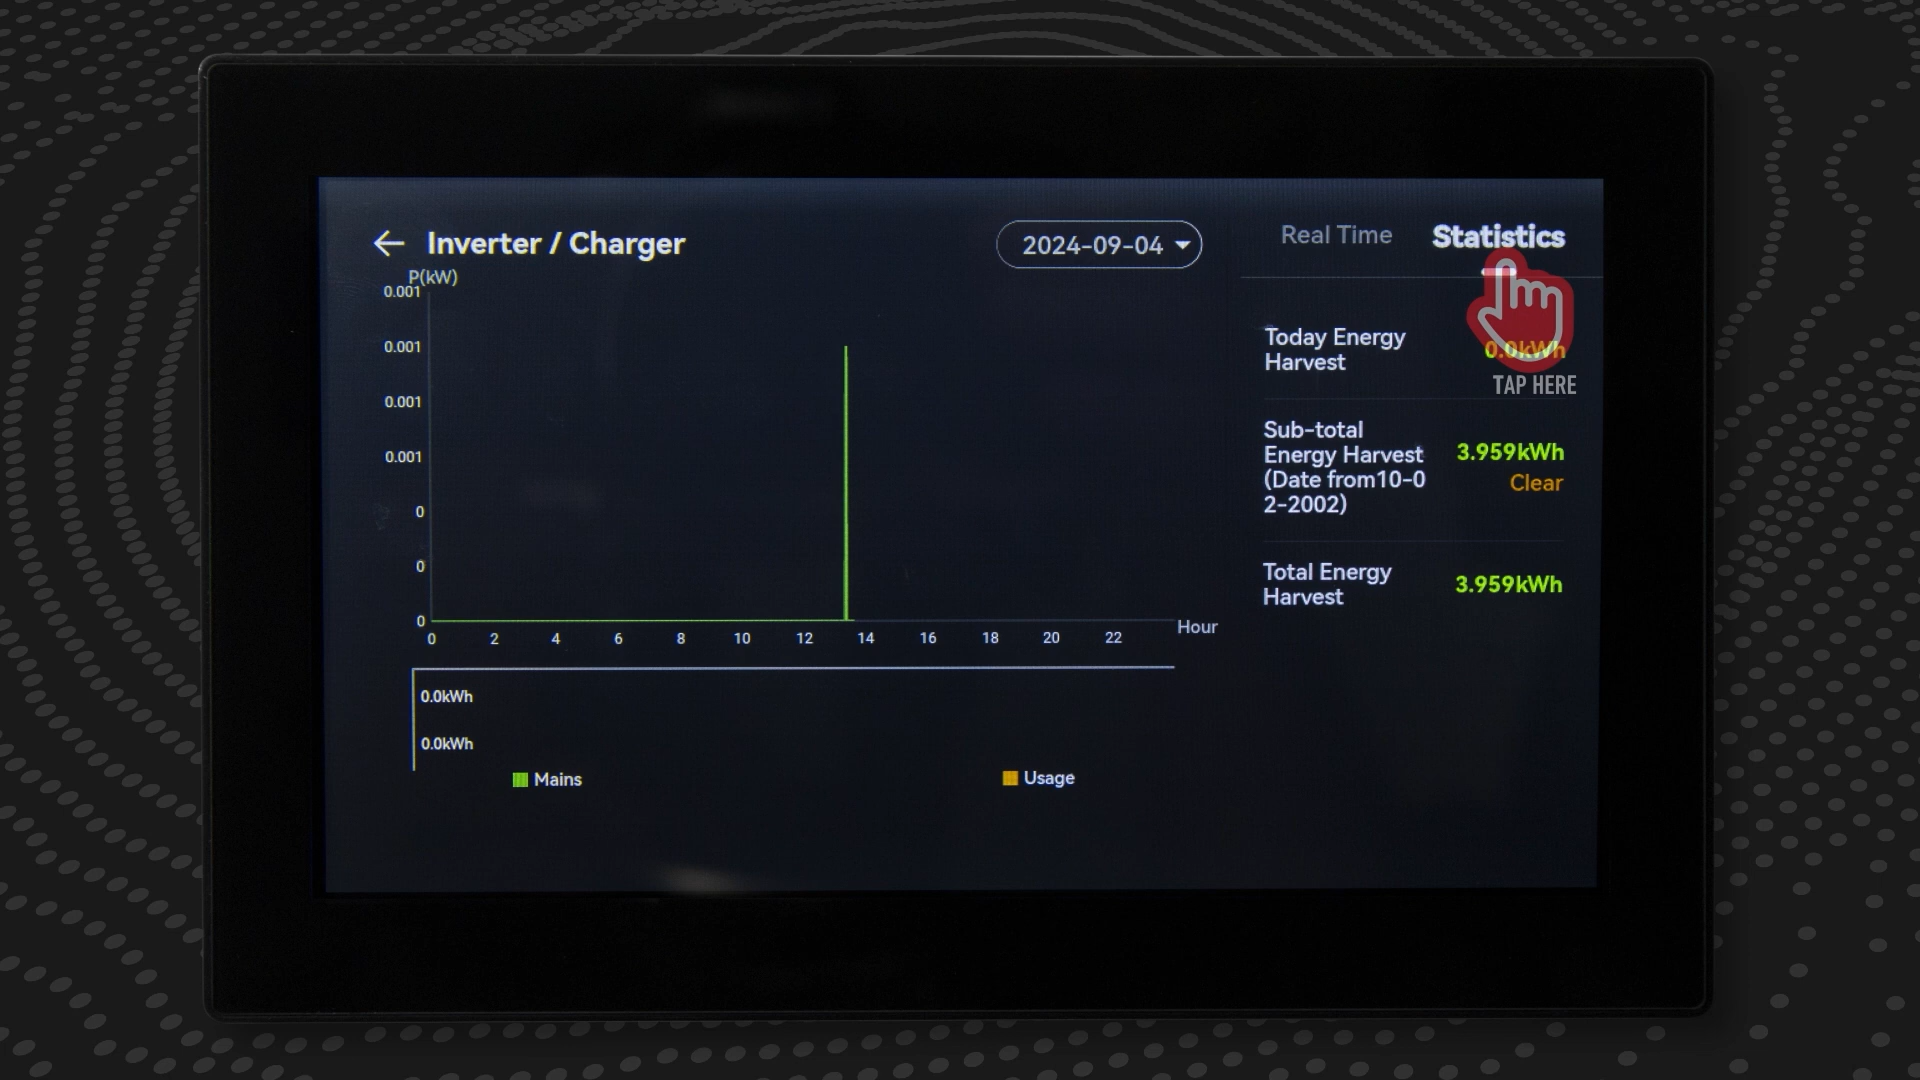 Inverter / Charger
2024-09-04
Real Time
Statistics
P(kW)
0.001
0.001
0.001
0.001
0
0
0
0 2 4 6 8 10 12 14 16 18 20 22
Hour
0.0kWh
0.0kWh
Mains
Usage
Today Energy
Harvest
0.0kWh
TAP HERE
Sub-total
Energy Harvest
(Date from10-0
2-2002)
3.959kWh
Clear
Total Energy
Harvest
3.959kWh